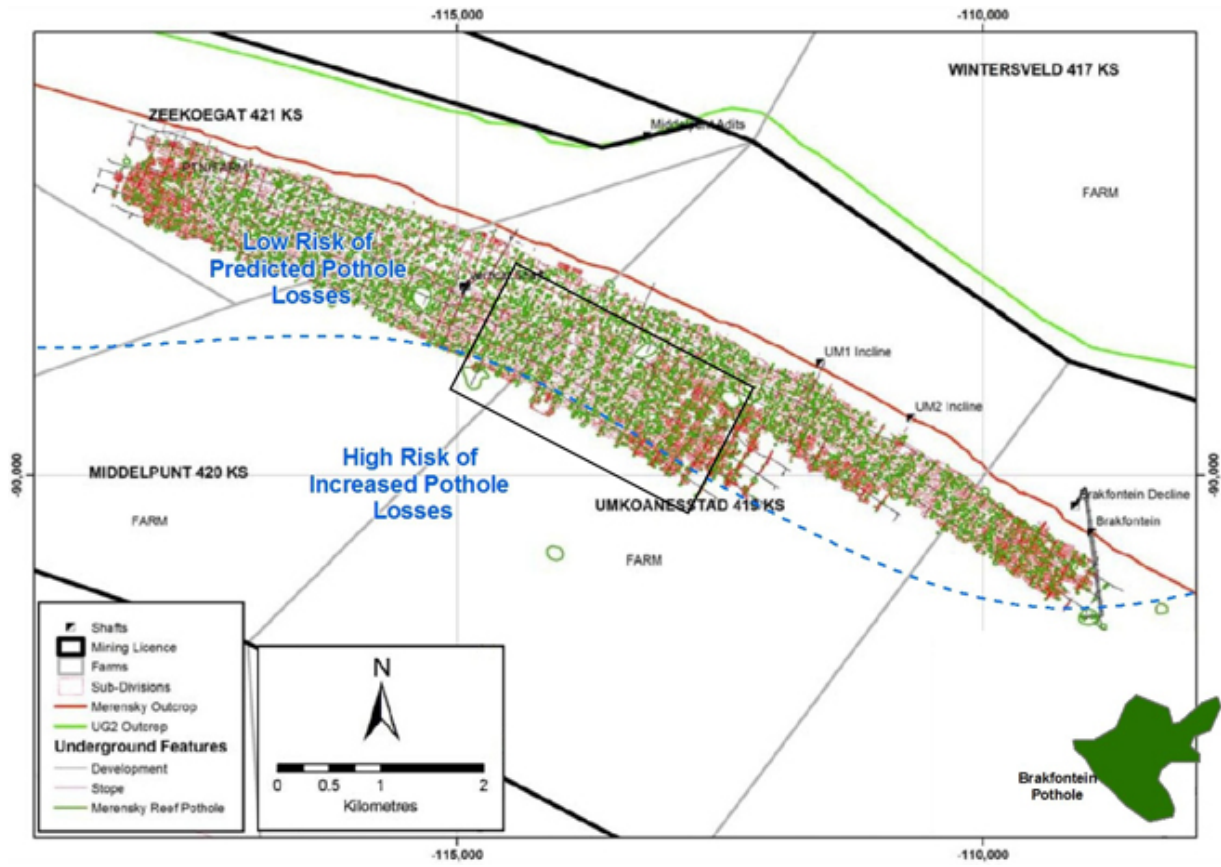 -115,000
-110,000
WINTERSVELD 417 KS
ZEEKOEGAT 421 KS
Middelpunt Adits
FARM
Low Risk of
Predicted Pothole
Losses
UM1 Incline
UM2 Incline
High Risk of
Increased Pothole
Losses
MIDDELPUNT 420 KS
-90,000
-90,000
UMKOANESSTAD 419 KS
Brakfontein Decline
Brakfontein
FARM
FARM
Shafts
Mining Licence
Farms
Sub-Divisions
Merensky Outcrop
UG2 Outcrop
Underground Features
Development
Stope
Merensky Reef Pothole
N
0 0.5 1 2
Kilometres
Brakfontein
Pothole
-115,000
-110,000